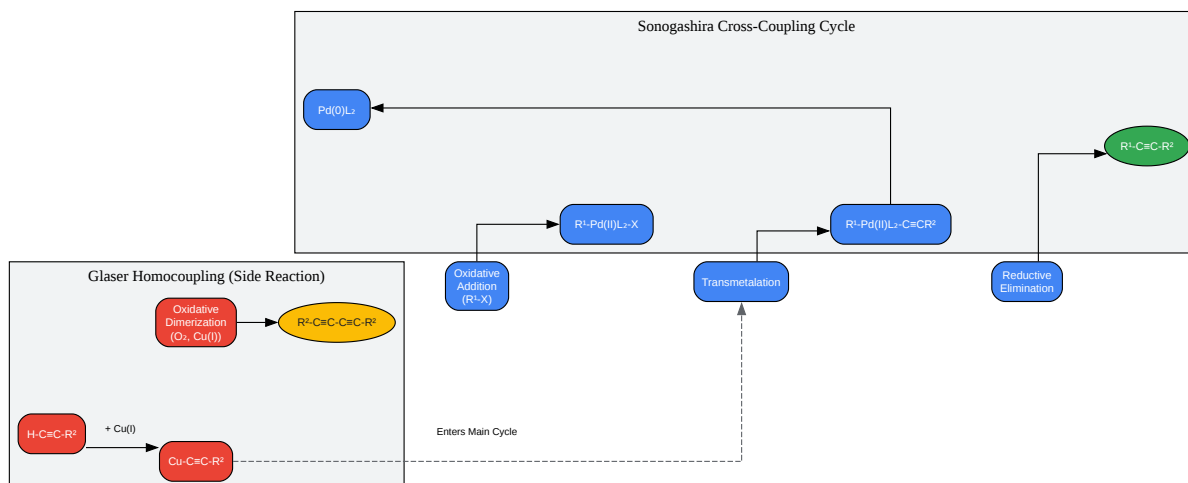 Sonogashira Cross-Coupling Cycle
Pd(0)L₂
R¹-C≡C-R²
R¹-Pd(II)L₂-X
R¹-Pd(II)L₂-C≡CR²
Oxidative
Addition
(R¹-X)
Transmetalation
Reductive
Elimination
Glaser Homocoupling (Side Reaction)
Oxidative
Dimerization
(O₂, Cu(I))
R²-C≡C-C≡C-R²
H-C≡C-R²
+ Cu(I)
Cu-C≡C-R²
Enters Main Cycle